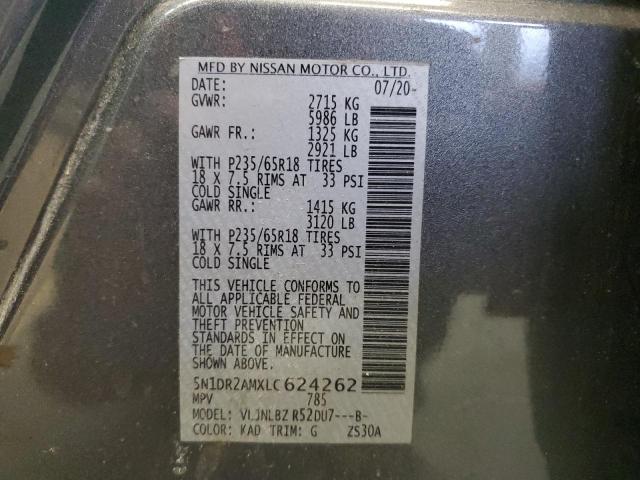 MFD BY NISSAN MOTOR CO., LTD.
DATE: 07/20-
GVWR: 2715 KG
5986 LB
GAWR FR.: 1325 KG
2921 LB
WITH P235/65R18 TIRES
18 X 7.5 RIMS AT 33 PSI
COLD SINGLE
GAWR RR.: 1415 KG
3120 LB
WITH P235/65R18 TIRES
18 X 7.5 RIMS AT 33 PSI
COLD SINGLE
THIS VEHICLE CONFORMS TO
ALL APPLICABLE FEDERAL
MOTOR VEHICLE SAFETY AND
THEFT PREVENTION
STANDARDS IN EFFECT ON
THE DATE OF MANUFACTURE
SHOWN ABOVE.
5N1DR2AMXLC624262
MPV 785
MODEL: VLJNLBZ R52DU7---B-
COLOR: KAD TRIM: G ZS30A